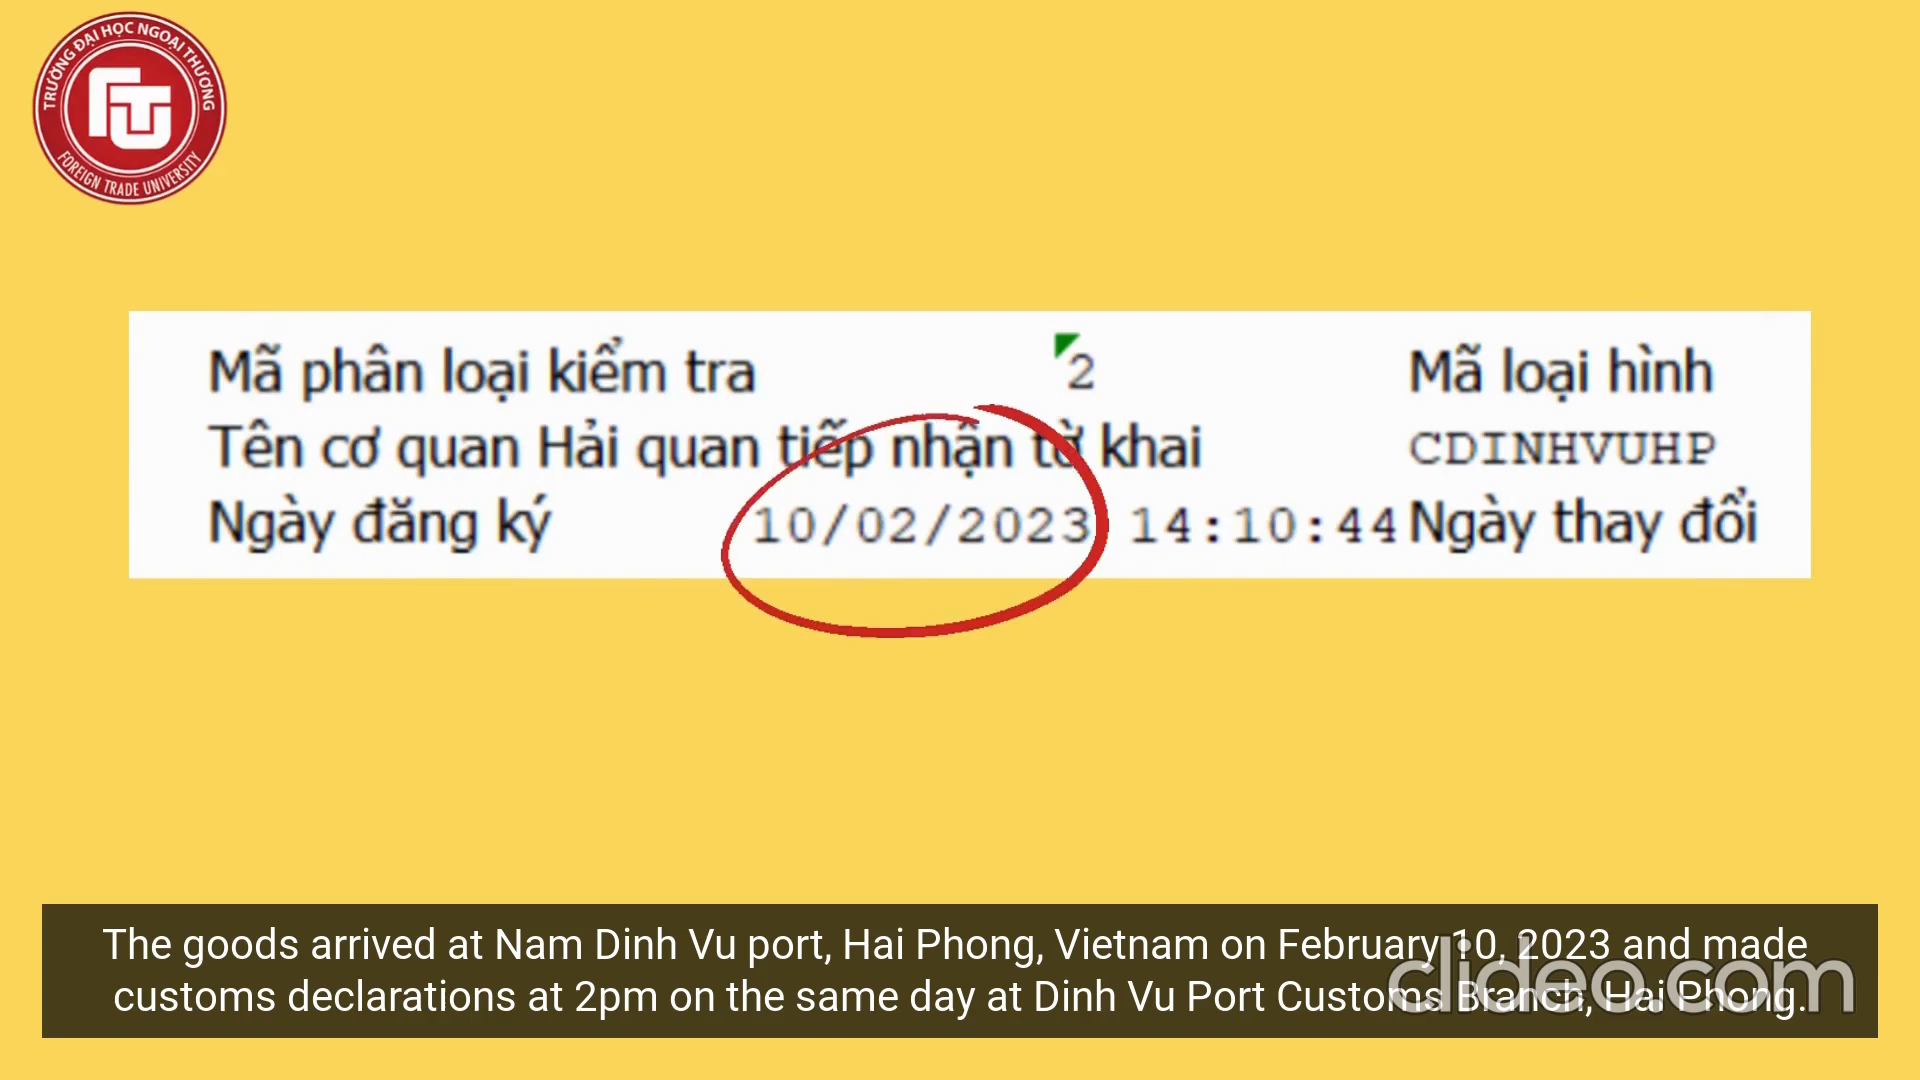 TRƯỜNG ĐẠI HỌC NGOẠI THƯƠNG
FTU
FOREIGN TRADE UNIVERSITY
Mã phân loại kiểm tra 2 Mã loại hình
Tên cơ quan Hải quan tiếp nhận tờ khai CDINHVUHP
Ngày đăng ký 10/02/2023 14:10:44 Ngày thay đổi
The goods arrived at Nam Dinh Vu port, Hai Phong, Vietnam on February 10, 2023 and made
customs declarations at 2pm on the same day at Dinh Vu Port Customs Branch, Hai Phong.
clideo.com